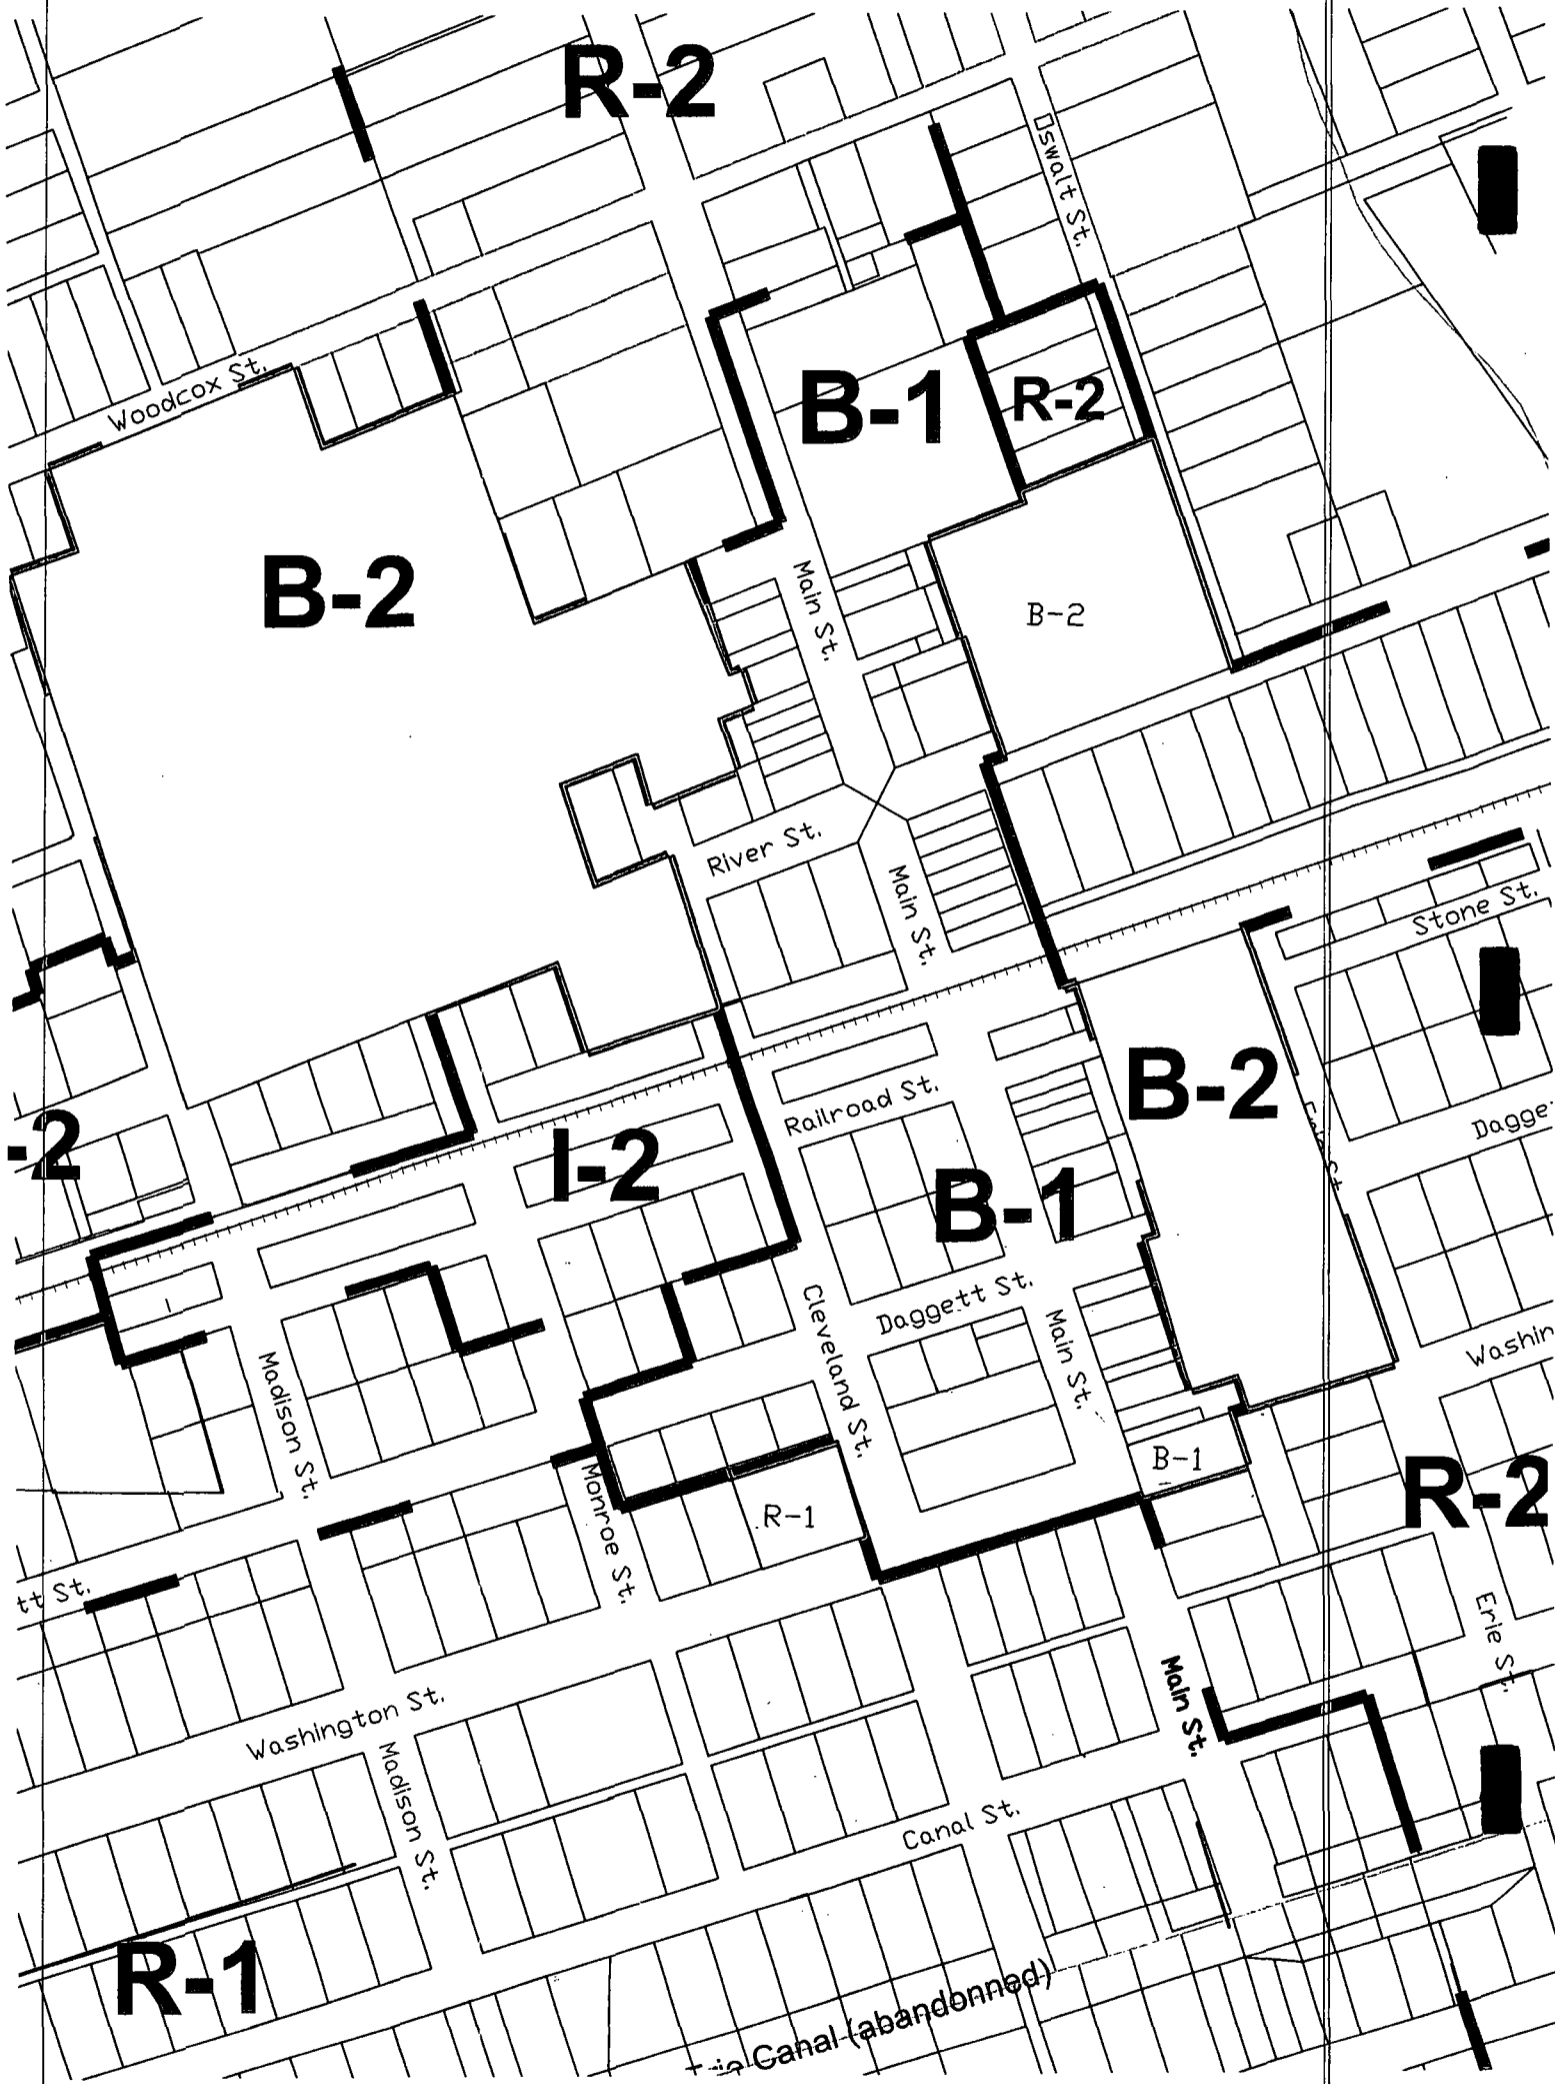 R-2
Oswalt St.
Woodcox St.
B-1
R-2
B-2
Main St.
B-2
River St.
Main St.
Stone St.
B-2
Railroad St.
Dagge
-2
I-2
B-1
Daggett St.
Cleveland St.
Main St.
Washin
Madison St.
B-1
R-2
Monroe St.
R-1
tt St.
Erie St.
Main St.
Washington St.
Madison St.
Canal St.
R-1
Canal (abandonned)